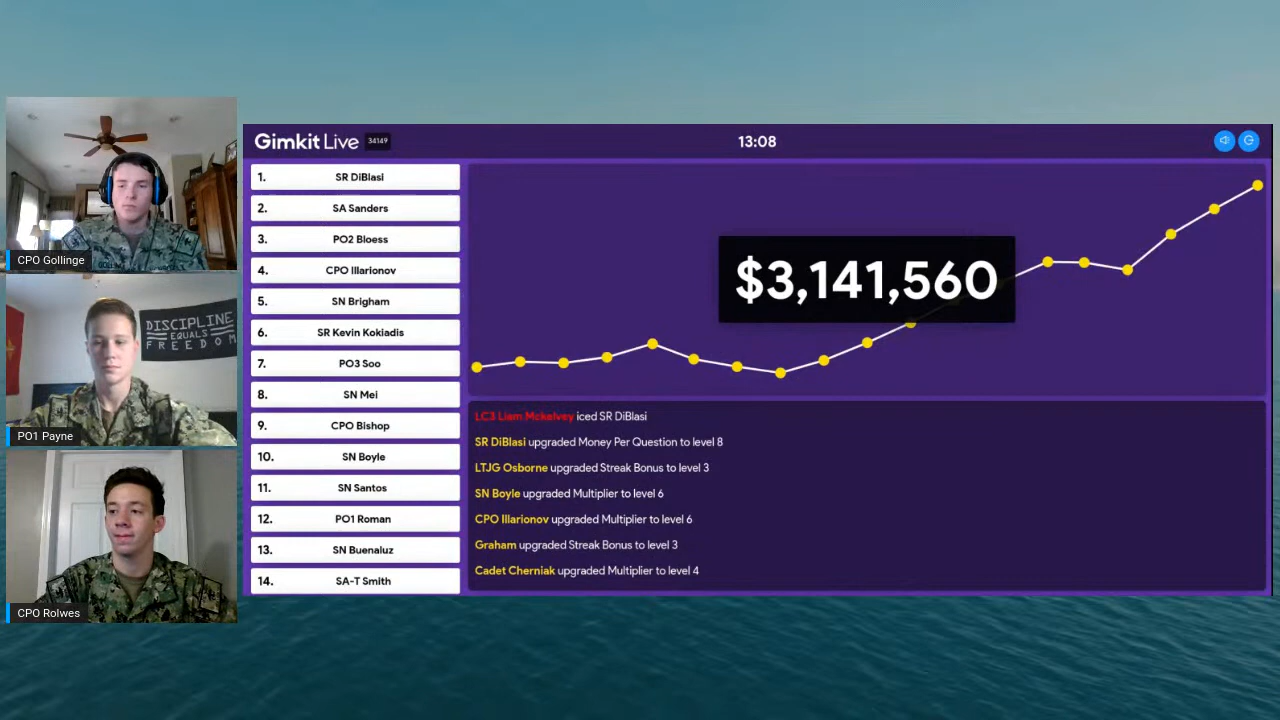 Gimkit Live 34149
13:08
CPO Gollinge
DISCIPLINE
EQUALS
FREEDOM
PO1 Payne
CPO Rolwes
1. SR DiBlasi
2. SA Sanders
3. PO2 Bloess
4. CPO Illarionov
5. SN Brigham
6. SR Kevin Kokiadis
7. PO3 Soo
8. SN Mei
9. CPO Bishop
10. SN Boyle
11. SN Santos
12. PO1 Roman
13. SN Buenaluz
14. SA-T Smith
$3,141,560
LC3 Liam Mckelvey iced SR DiBlasi
SR DiBlasi upgraded Money Per Question to level 8
LTJG Osborne upgraded Streak Bonus to level 3
SN Boyle upgraded Multiplier to level 6
CPO Illarionov upgraded Multiplier to level 6
Graham upgraded Streak Bonus to level 3
Cadet Cherniak upgraded Multiplier to level 4